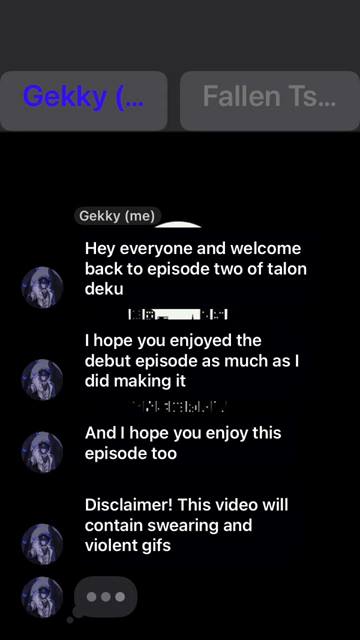 Gekky (...
Fallen Ts...
Gekky (me)
Hey everyone and welcome
back to episode two of talon
deku
I hope you enjoyed the
debut episode as much as I
did making it
And I hope you enjoy this
episode too
Disclaimer! This video will
contain swearing and
violent gifs